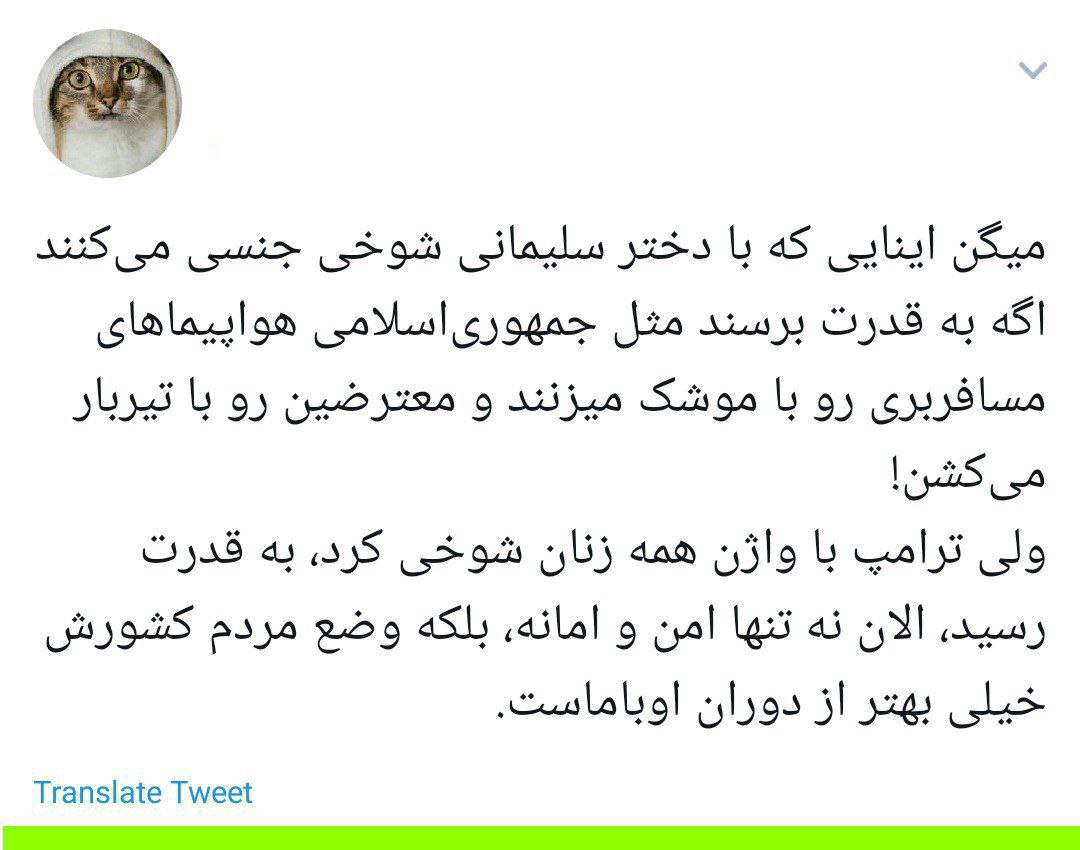 میگن اینایی که با دختر سلیمانی شوخی جنسی می‌کنند
اگه به قدرت برسند مثل جمهوری‌اسلامی هواپیماهای
مسافربری رو با موشک میزنند و معترضین رو با تیربار
می‌کشن!
ولی ترامپ با واژن همه زنان شوخی کرد، به قدرت
رسید، الان نه تنها امن و امانه، بلکه وضع مردم کشورش
خیلی بهتر از دوران اوباماست.
Translate Tweet